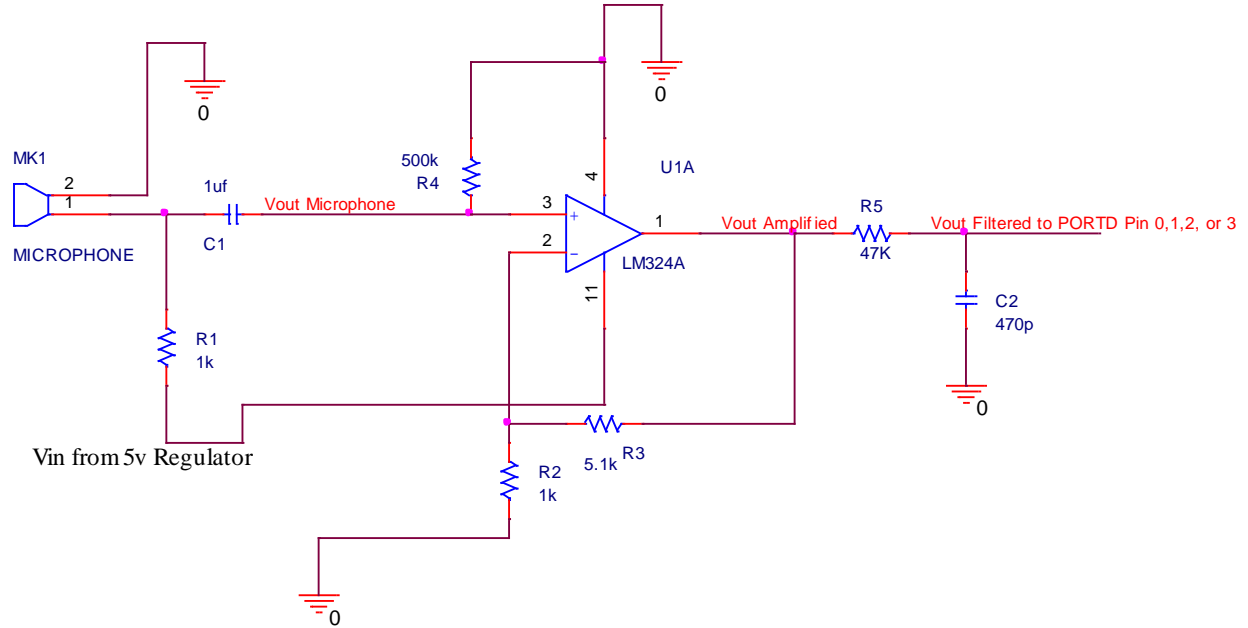 0
0
MK1
2
1
MICROPHONE
1uf
C1
Vout Microphone
500k
R4
3
2
4
11
1
U1A
LM324A
Vout Amplified
R5
47K
Vout Filtered to PORTD Pin 0,1,2, or 3
C2
470p
0
R1
1k
Vin from 5v Regulator
R3
5.1k
R2
1k
0